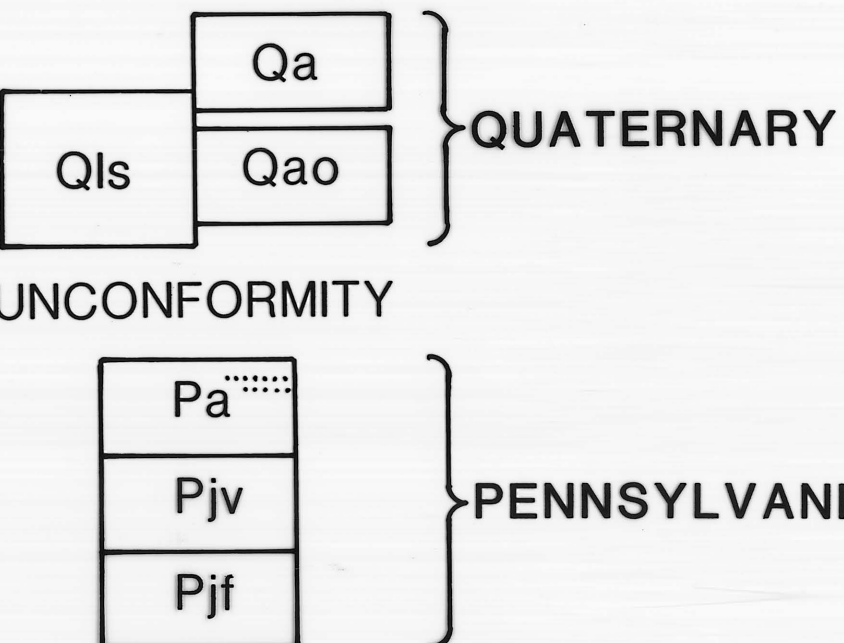 Qa
QUATERNARY
Qls
Qao
UNCONFORMITY
Pa
Pjv
PENNSYLVANI
Pjf